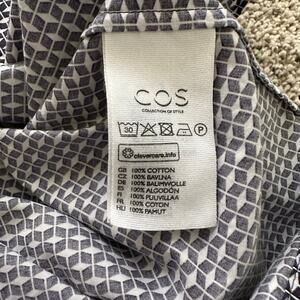 COS
COLLECTION OF STYLE
30
P
clevercare.info
GB 100% COTTON
CZ 100% BAVLNA
DE 100% BAUMWOLLE
ES 100% ALGODÓN
FI 100% PUUVILLAA
FR 100% COTON
HU 100% PAMUT